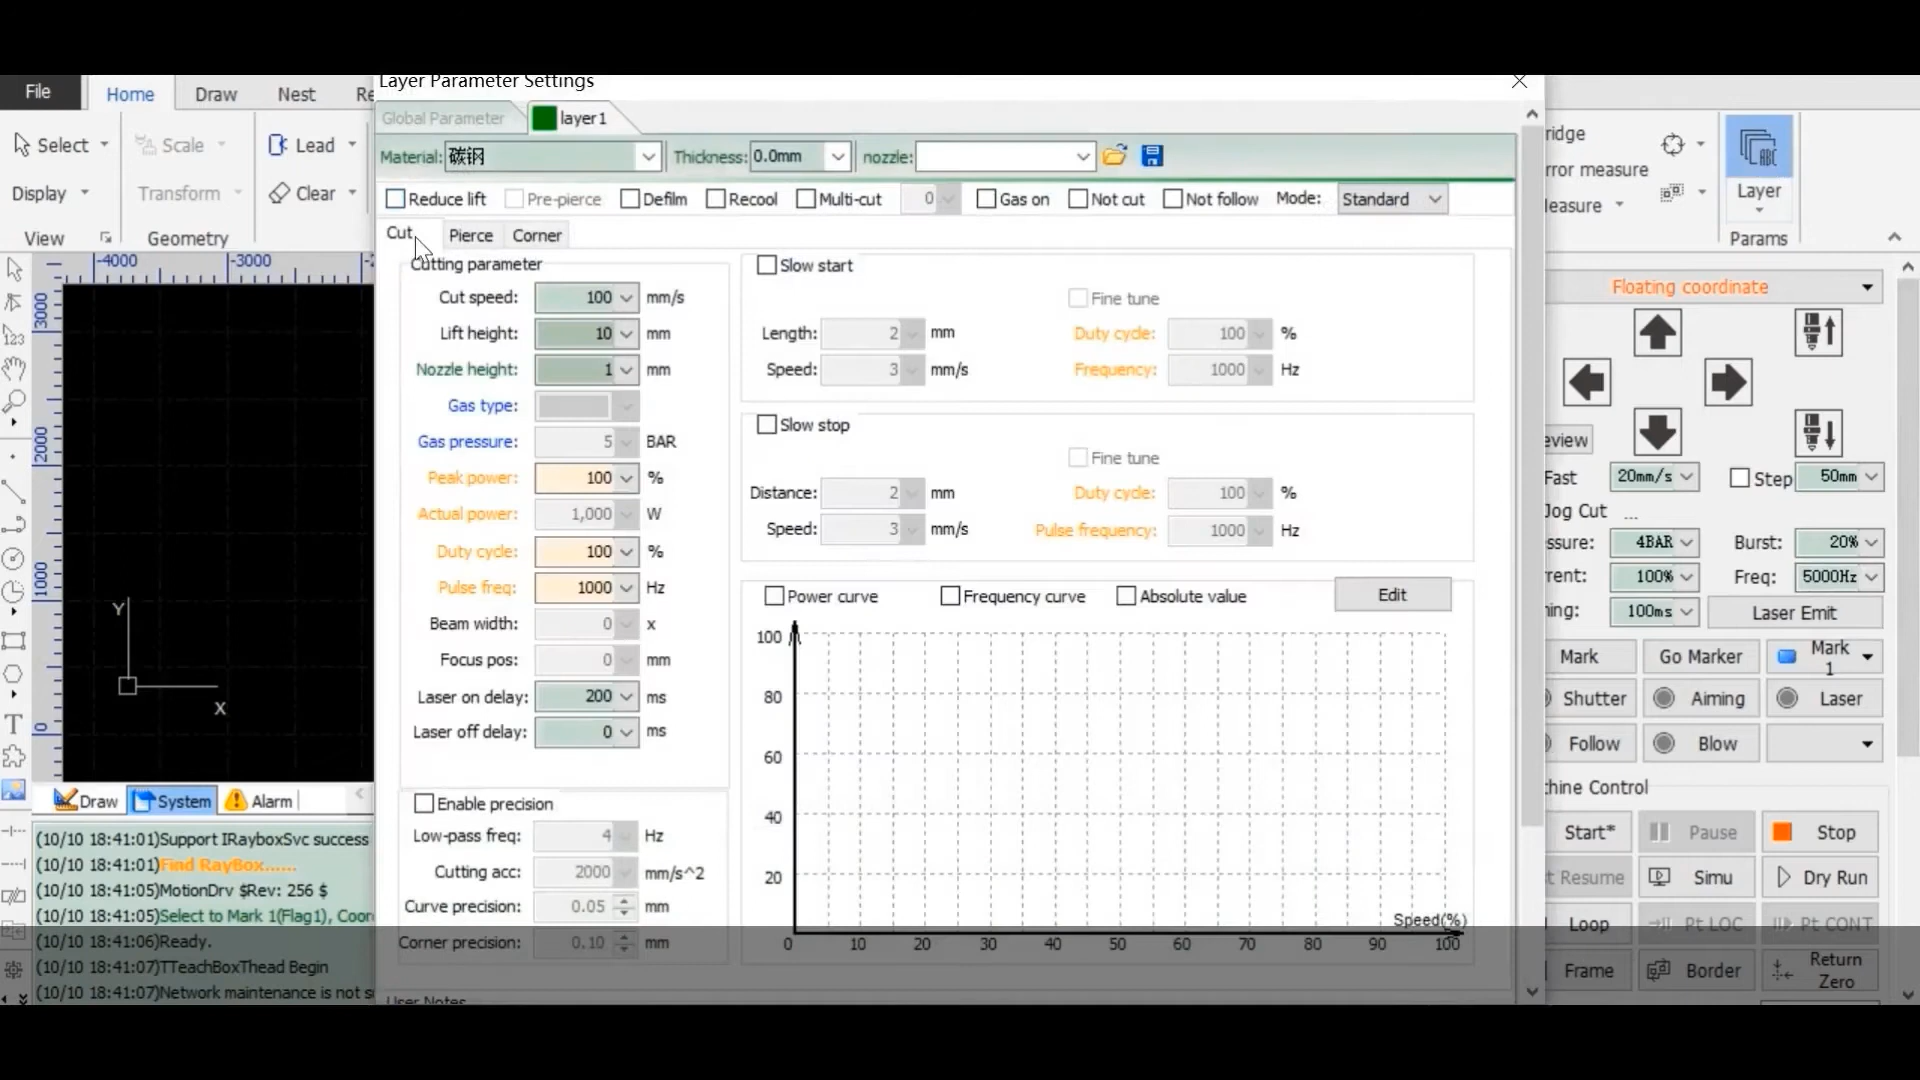 Layer Parameter Settings
File
Home
Draw
Nest
Re
Global Parameter
layer1
Select
Scale
Lead
Material: 碳钢
Thickness: 0.0mm
nozzle:
ridge
rror measure
Display
Transform
Clear
Reduce lift
Pre-pierce
Defilm
Recool
Multi-cut
0
Gas on
Not cut
Not follow
Mode: Standard
leasure
Layer
View
Geometry
Params
Cut
Pierce
Corner
-4000
-3000
-2
3000
2000
1000
0
Y
X
123
T
Cutting parameter
Cut speed: 100 mm/s
Lift height: 10 mm
Nozzle height: 1 mm
Gas type:
Gas pressure: 5 BAR
Peak power: 100 %
Actual power: 1,000 W
Duty cycle: 100 %
Pulse freq: 1000 Hz
Beam width: 0 x
Focus pos: 0 mm
Laser on delay: 200 ms
Laser off delay: 0 ms
Enable precision
Low-pass freq: 4 Hz
Cutting acc: 2000 mm/s^2
Curve precision: 0.05 mm
Corner precision: 0.10 mm
User Notes
Slow start
Fine tune
Length: 2 mm
Duty cycle: 100 %
Speed: 3 mm/s
Frequency: 1000 Hz
Slow stop
Fine tune
Distance: 2 mm
Duty cycle: 100 %
Speed: 3 mm/s
Pulse frequency: 1000 Hz
Power curve
Frequency curve
Absolute value
Edit
100
80
60
40
20
Speed(%)
0 10 20 30 40 50 60 70 80 90 100
Floating coordinate
eview
Fast 20mm/s
Step 50mm
Jog Cut ...
ssure: 4BAR
Burst: 20%
rent: 100%
Freq: 5000Hz
ning: 100ms
Laser Emit
Mark
Go Marker
Mark 1
Shutter
Aiming
Laser
Follow
Blow
chine Control
Start*
Pause
Stop
t Resume
Simu
Dry Run
Loop
Pt LOC
Pt CONT
Frame
Border
Return Zero
Draw
System
Alarm
(10/10 18:41:01)Support IRayboxSvc success
(10/10 18:41:01)Find RayBox......
(10/10 18:41:05)MotionDrv $Rev: 256 $
(10/10 18:41:05)Select to Mark 1(Flag1), Coor
(10/10 18:41:06)Ready.
(10/10 18:41:07)TTeachBoxThead Begin
(10/10 18:41:07)Network maintenance is not su